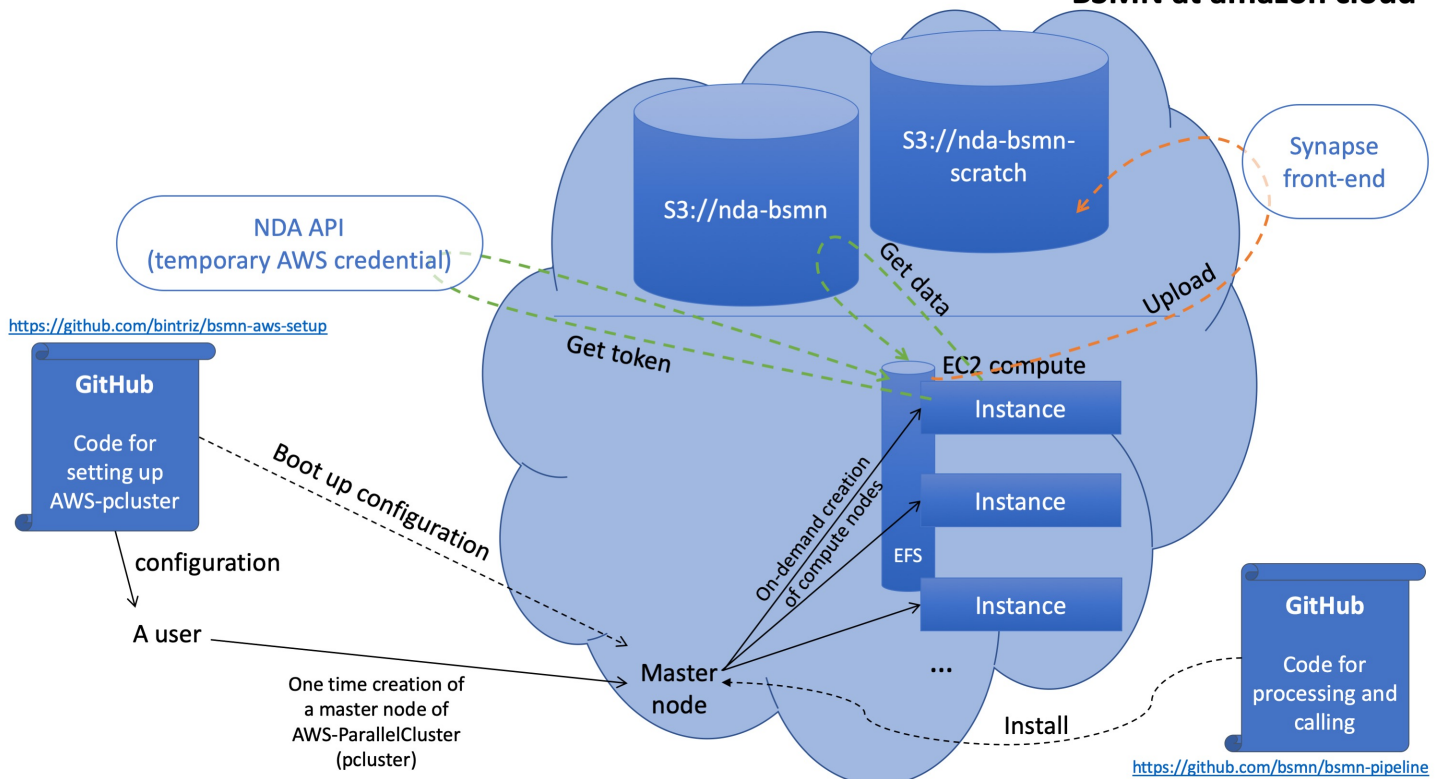 BSMN at amazon cloud
S3://nda-bsmn-
scratch
S3://nda-bsmn
Synapse
front-end
NDA API
(temporary AWS credential)
Get data
Upload
Get token
https://github.com/bintriz/bsmn-aws-setup
GitHub
Code for
setting up
AWS-pcluster
Boot up configuration
configuration
A user
One time creation of
a master node of
AWS-ParallelCluster
(pcluster)
EC2 compute
Instance
Instance
Instance
...
EFS
On-demand creation
of compute nodes
Master
node
Install
GitHub
Code for
processing and
calling
https://github.com/bsmn/bsmn-pipeline